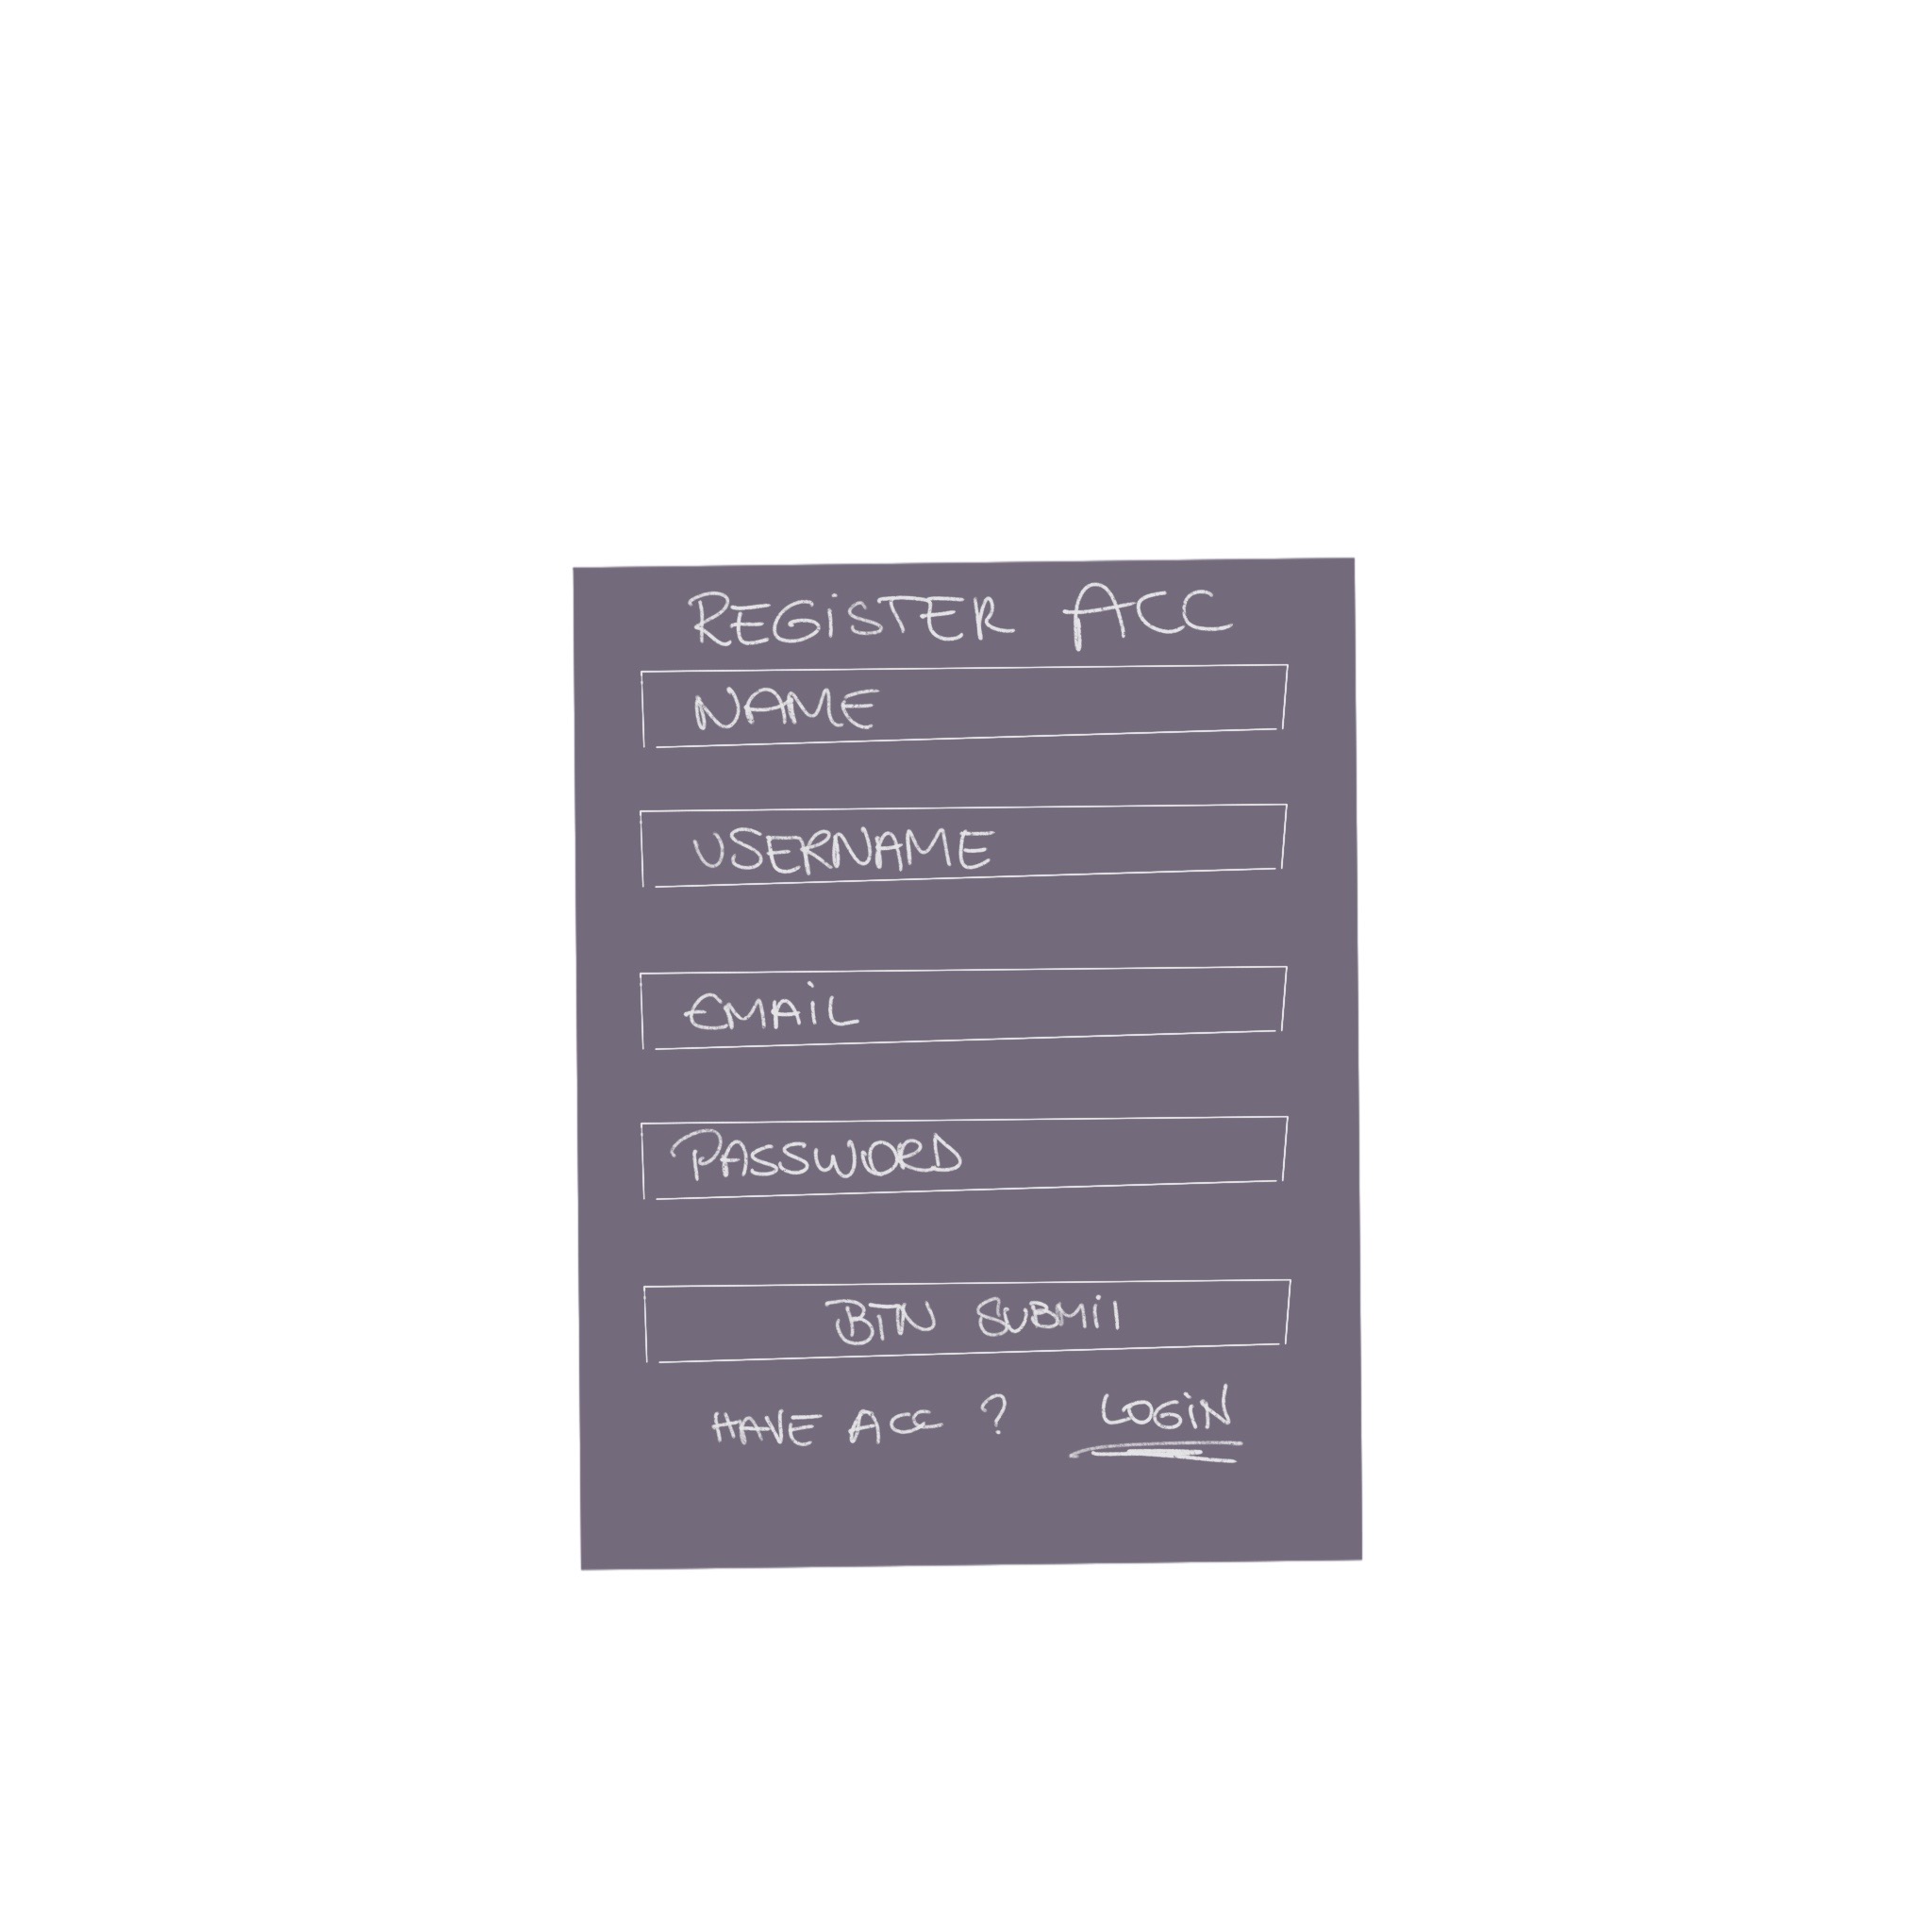 REGiSTER ACC
NAME
USERNAME
EMAiL
PASSWORD
BTN SUBMiT
HAVE ACC ?
LOGiN